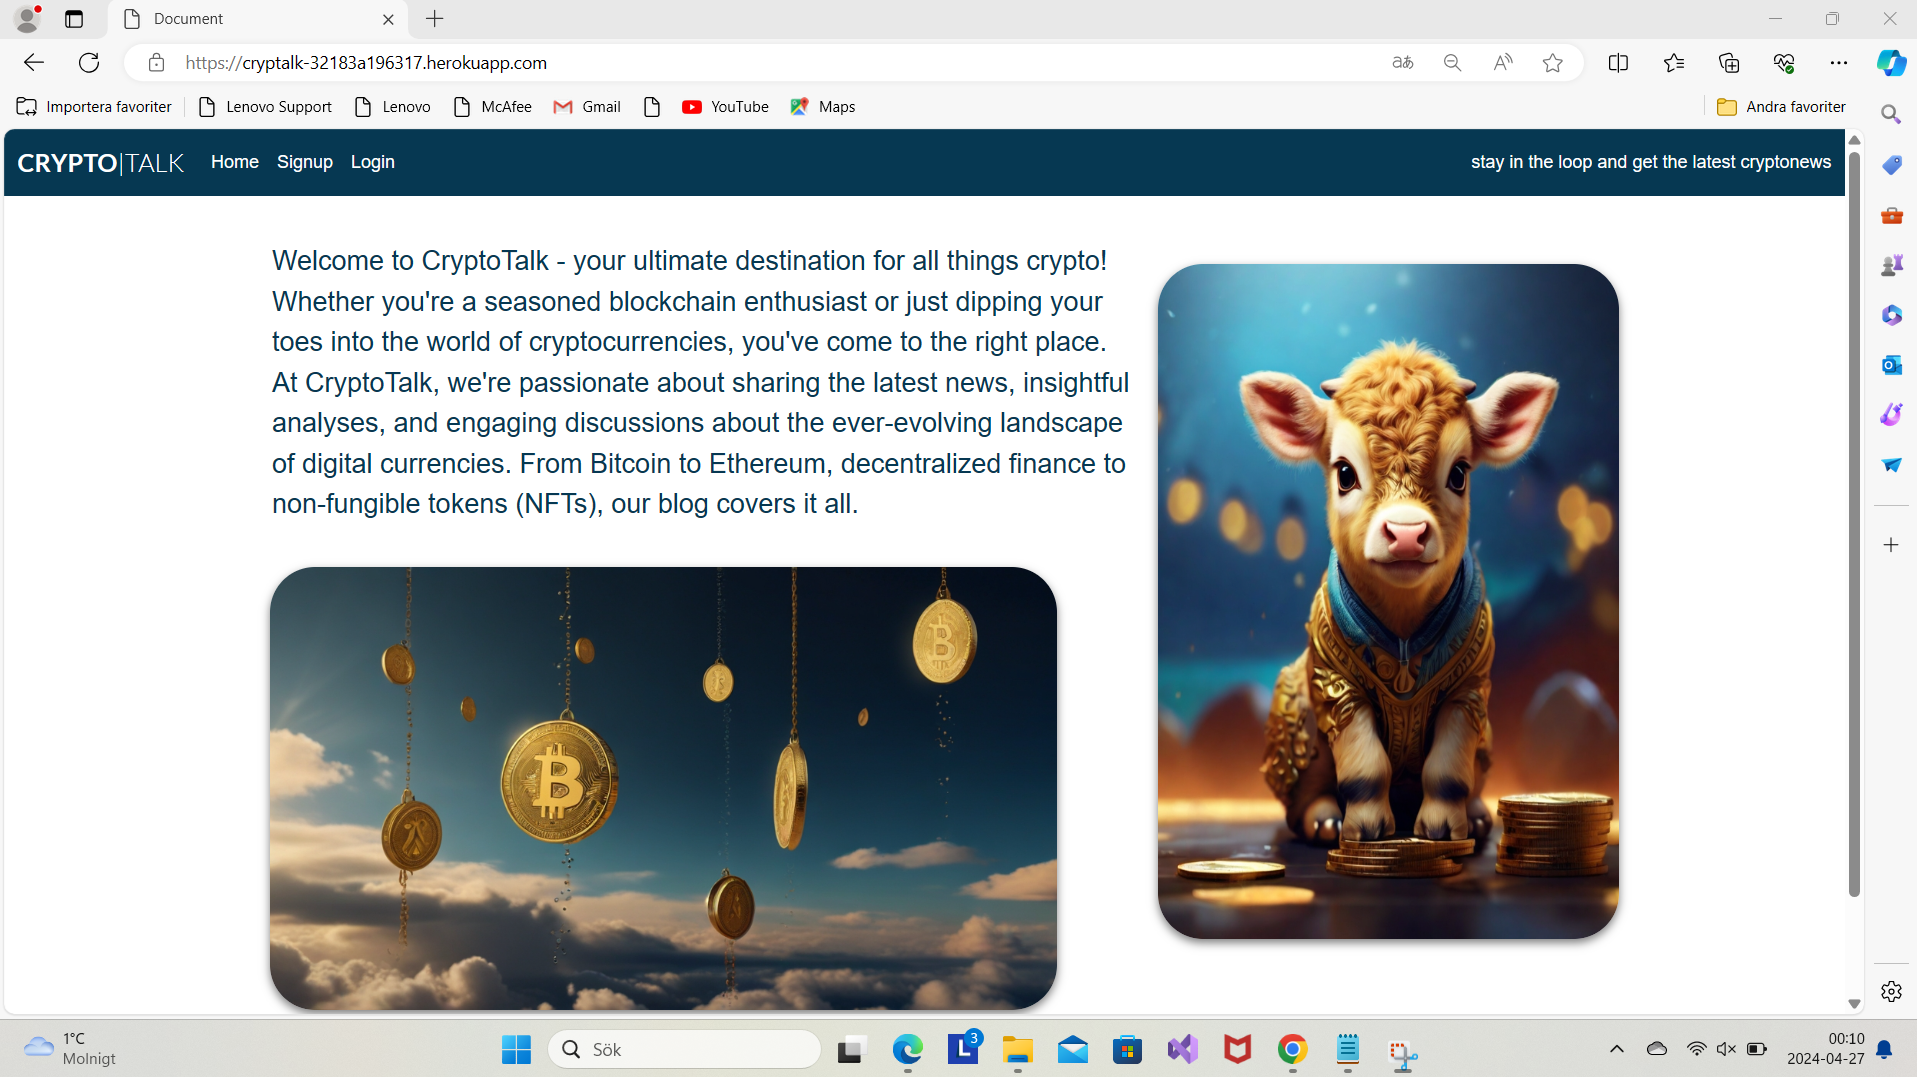 Document
https://cryptalk-32183a196317.herokuapp.com
Importera favoriter
Lenovo Support
Lenovo
McAfee
Gmail
YouTube
Maps
Andra favoriter
CRYPTO|TALK
Home
Signup
Login
stay in the loop and get the latest cryptonews
Welcome to CryptoTalk - your ultimate destination for all things crypto!
Whether you're a seasoned blockchain enthusiast or just dipping your
toes into the world of cryptocurrencies, you've come to the right place.
At CryptoTalk, we're passionate about sharing the latest news, insightful
analyses, and engaging discussions about the ever-evolving landscape
of digital currencies. From Bitcoin to Ethereum, decentralized finance to
non-fungible tokens (NFTs), our blog covers it all.
1°C
Molnigt
Sök
3
00:10
2024-04-27